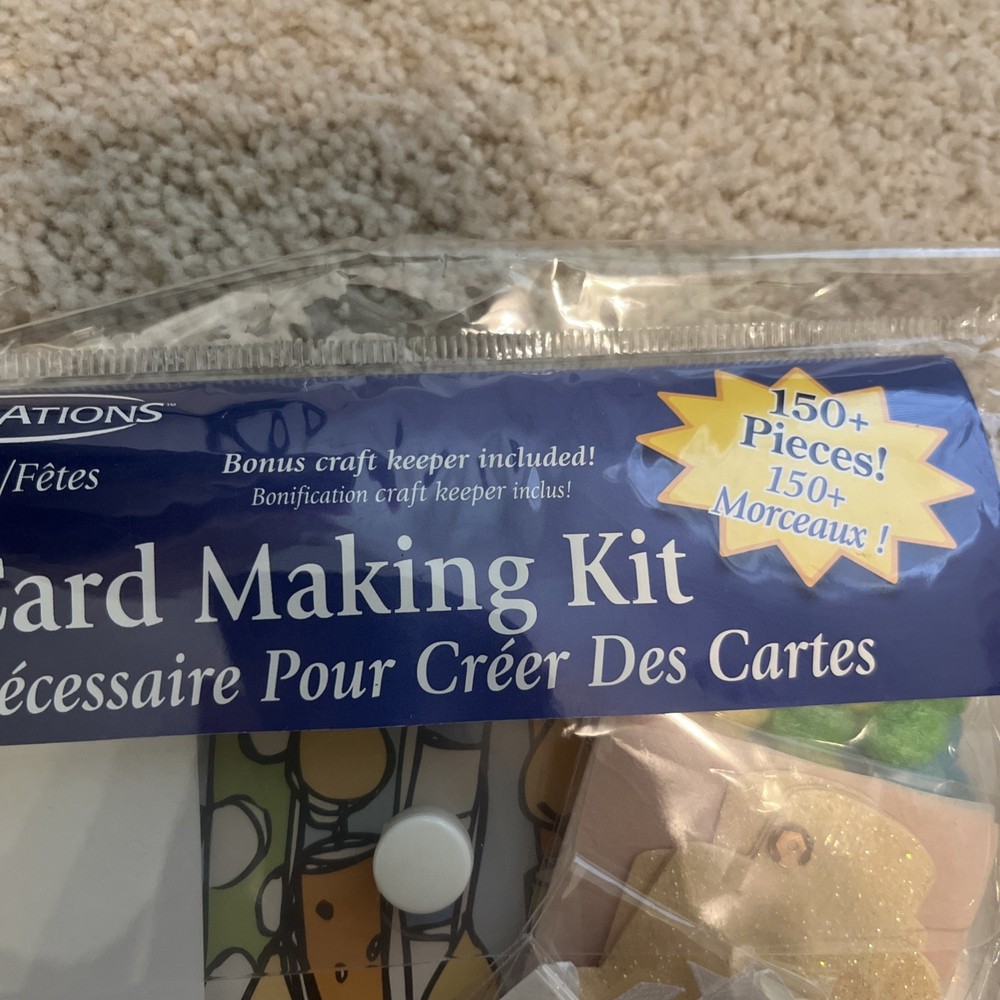 ATIONS™
/Fêtes
Bonus craft keeper included!
Bonification craft keeper inclus!
150+
Pieces!
150+
Morceaux !
Card Making Kit
écessaire Pour Créer Des Cartes